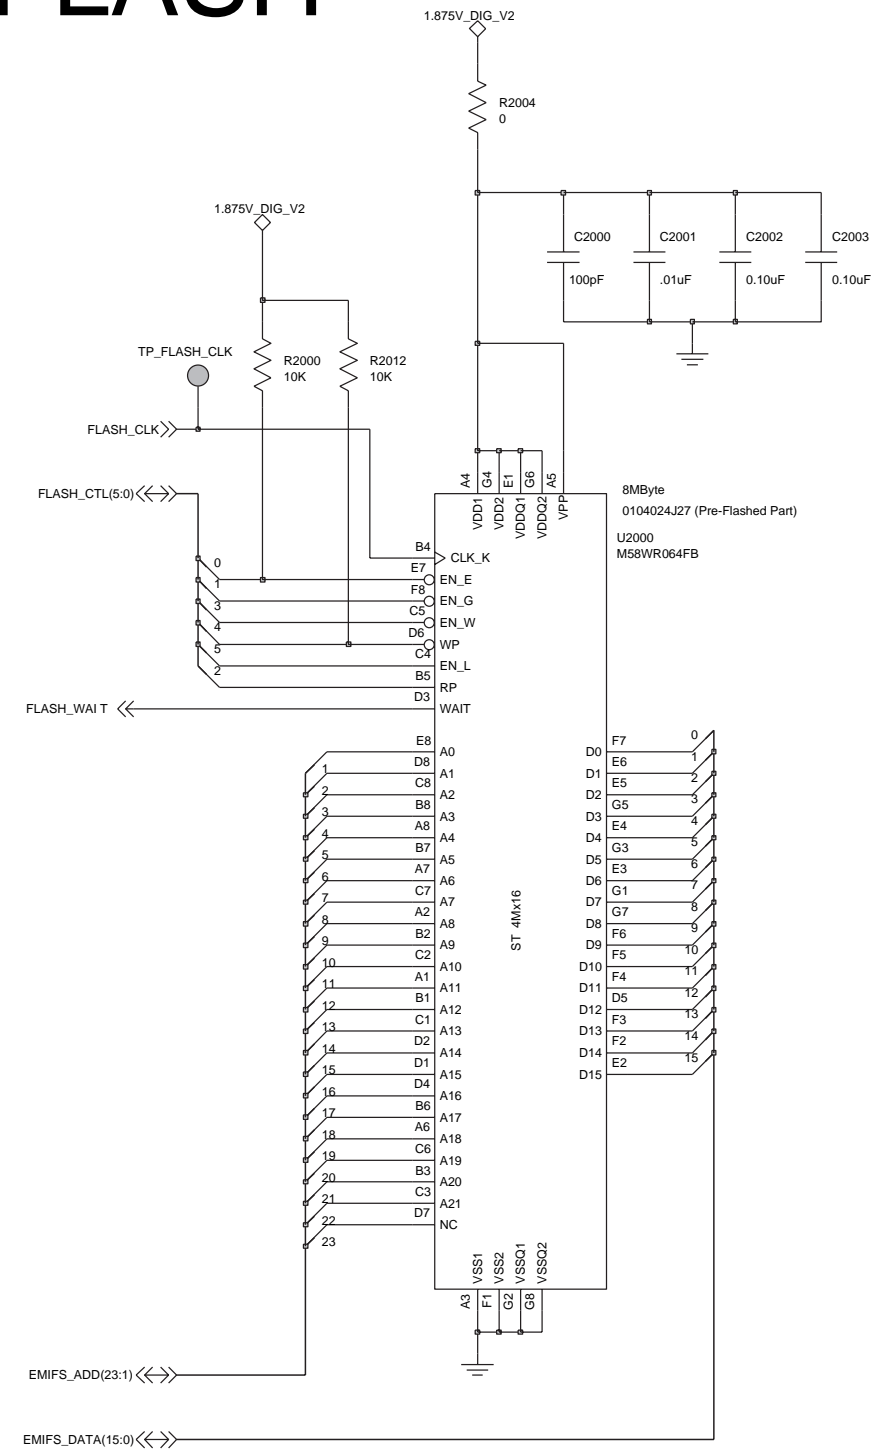 FLASH
1.875V_DIG_V2
R2004
0
1.875V_DIG_V2
C2000
C2001
C2002
C2003
100pF
.01uF
0.10uF
0.10uF
TP_FLASH_CLK
R2000
10K
R2012
10K
FLASH_CLK
FLASH_CTL(5:0)
A4
G4
E1
G6
A5
VDD1
VDD2
VDDQ1
VDDQ2
VPP
8MByte
0104024J27 (Pre-Flashed Part)
U2000
M58WR064FB
B4
CLK_K
0
E7
EN_E
1
F8
EN_G
3
C5
EN_W
4
D6
WP
5
C4
EN_L
2
B5
RP
D3
FLASH_WAI T
WAIT
E8
A0
1
D8
A1
2
C8
A2
3
B8
A3
4
A8
A4
5
B7
A5
6
A7
A6
7
C7
A7
8
A2
A8
9
B2
A9
10
C2
A10
11
A1
A11
12
B1
A12
13
C1
A13
14
D2
A14
15
D1
A15
16
D4
A16
17
B6
A17
18
A6
A18
19
C6
A19
20
B3
A20
21
C3
A21
22
D7
NC
23
ST 4Mx16
F7
0
D0
E6
1
D1
E5
2
D2
G5
3
D3
E4
4
D4
G3
5
D5
E3
6
D6
G1
7
D7
G7
8
D8
F6
9
D9
F5
10
D10
F4
11
D11
D5
12
D12
F3
13
D13
F2
14
D14
E2
15
D15
VSS1
VSS2
VSSQ1
VSSQ2
A3
F1
G2
G8
EMIFS_ADD(23:1)
EMIFS_DATA(15:0)